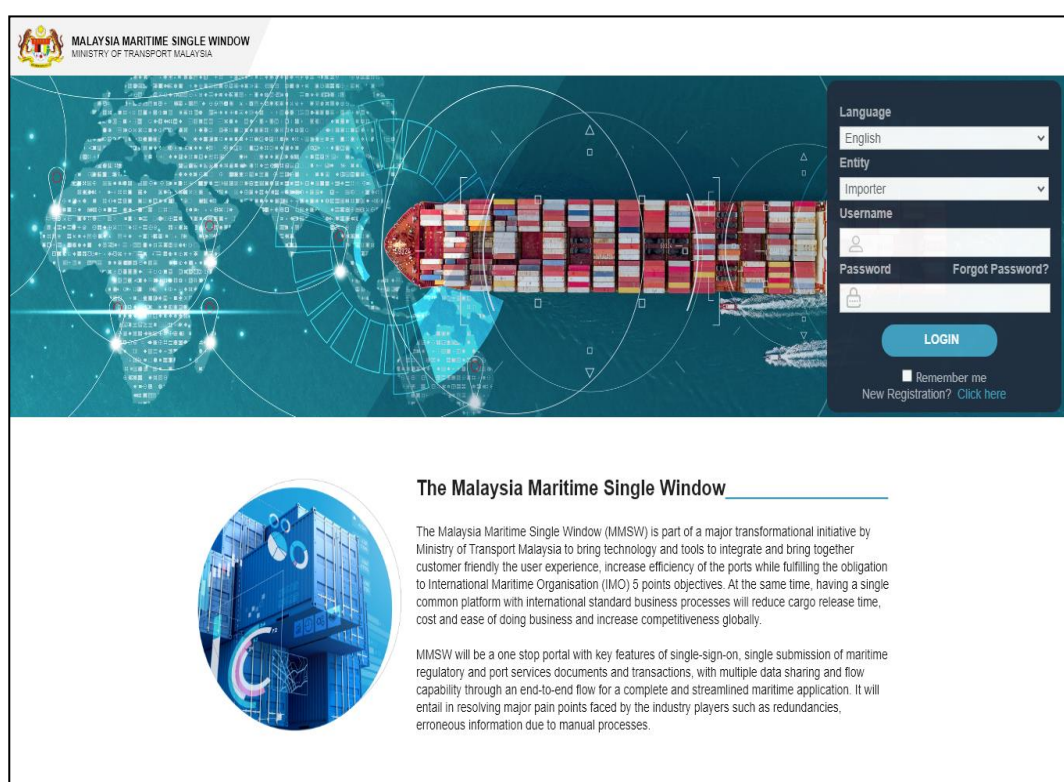 MALAYSIA MARITIME SINGLE WINDOW
MINISTRY OF TRANSPORT MALAYSIA
Language
English
Entity
Importer
Username
Password Forgot Password?
LOGIN
Remember me
New Registration? Click here
The Malaysia Maritime Single Window
The Malaysia Maritime Single Window (MMSW) is part of a major transformational initiative by
Ministry of Transport Malaysia to bring technology and tools to integrate and bring together
customer friendly the user experience, increase efficiency of the ports while fulfilling the obligation
to International Maritime Organisation (IMO) 5 points objectives. At the same time, having a single
common platform with international standard business processes will reduce cargo release time,
cost and ease of doing business and increase competitiveness globally.
MMSW will be a one stop portal with key features of single-sign-on, single submission of maritime
regulatory and port services documents and transactions, with multiple data sharing and flow
capability through an end-to-end flow for a complete and streamlined maritime application. It will
entail in resolving major pain points faced by the industry players such as redundancies,
erroneous information due to manual processes.